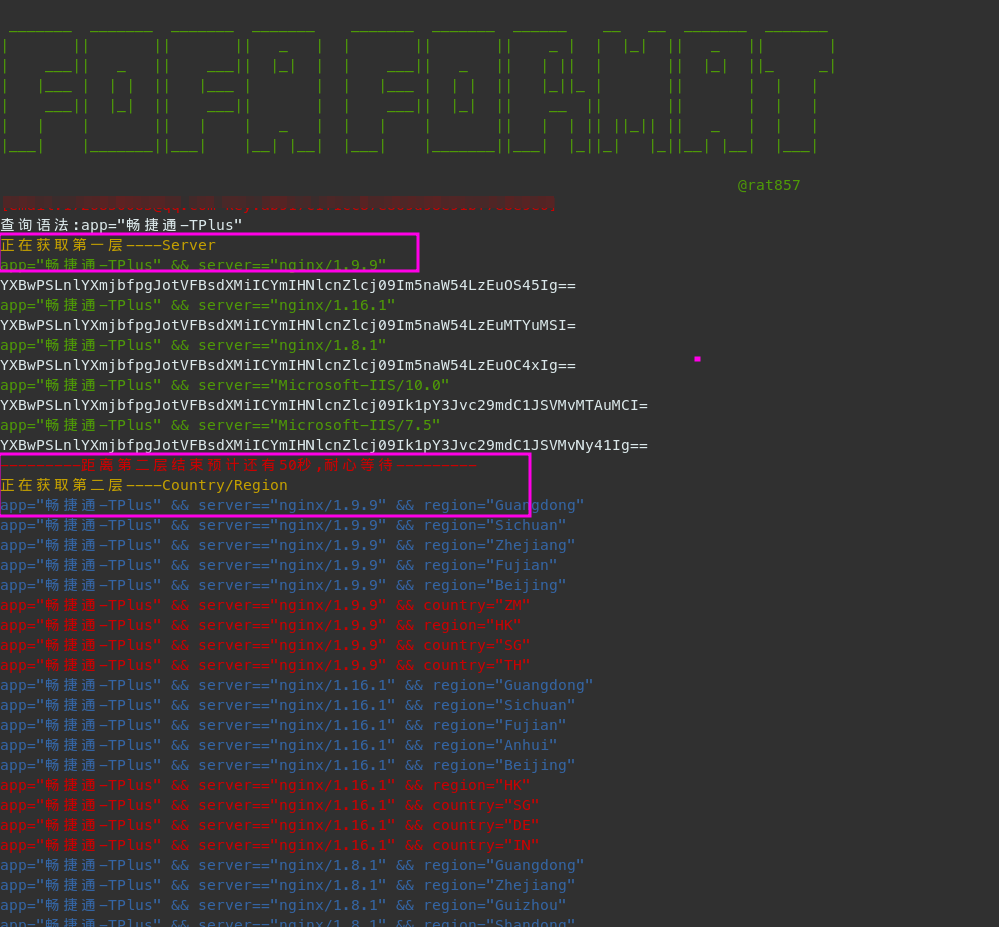 @rat857
查询语法:app="畅捷通-TPlus"
正在获取第一层----Server
app="畅捷通-TPlus" && server=="nginx/1.9.9"
YXBwPSLnlYXmjbfpgJotVFBsdXMiICYmIHNlcnZlcj09Im5naW54LzEuOS45Ig==
app="畅捷通-TPlus" && server=="nginx/1.16.1"
YXBwPSLnlYXmjbfpgJotVFBsdXMiICYmIHNlcnZlcj09Im5naW54LzEuMTYuMSI=
app="畅捷通-TPlus" && server=="nginx/1.8.1"
YXBwPSLnlYXmjbfpgJotVFBsdXMiICYmIHNlcnZlcj09Im5naW54LzEuOC4xIg==
app="畅捷通-TPlus" && server=="Microsoft-IIS/10.0"
YXBwPSLnlYXmjbfpgJotVFBsdXMiICYmIHNlcnZlcj09Ik1pY3Jvc29mdC1JSVMvMTAuMCI=
app="畅捷通-TPlus" && server=="Microsoft-IIS/7.5"
YXBwPSLnlYXmjbfpgJotVFBsdXMiICYmIHNlcnZlcj09Ik1pY3Jvc29mdC1JSVMvNy41Ig==
---------距离第二层结束预计还有50秒,耐心等待---------
正在获取第二层----Country/Region
app="畅捷通-TPlus" && server=="nginx/1.9.9" && region="Guangdong"
app="畅捷通-TPlus" && server=="nginx/1.9.9" && region="Sichuan"
app="畅捷通-TPlus" && server=="nginx/1.9.9" && region="Zhejiang"
app="畅捷通-TPlus" && server=="nginx/1.9.9" && region="Fujian"
app="畅捷通-TPlus" && server=="nginx/1.9.9" && region="Beijing"
app="畅捷通-TPlus" && server=="nginx/1.9.9" && country="ZM"
app="畅捷通-TPlus" && server=="nginx/1.9.9" && region="HK"
app="畅捷通-TPlus" && server=="nginx/1.9.9" && country="SG"
app="畅捷通-TPlus" && server=="nginx/1.9.9" && country="TH"
app="畅捷通-TPlus" && server=="nginx/1.16.1" && region="Guangdong"
app="畅捷通-TPlus" && server=="nginx/1.16.1" && region="Sichuan"
app="畅捷通-TPlus" && server=="nginx/1.16.1" && region="Fujian"
app="畅捷通-TPlus" && server=="nginx/1.16.1" && region="Anhui"
app="畅捷通-TPlus" && server=="nginx/1.16.1" && region="Beijing"
app="畅捷通-TPlus" && server=="nginx/1.16.1" && region="HK"
app="畅捷通-TPlus" && server=="nginx/1.16.1" && country="SG"
app="畅捷通-TPlus" && server=="nginx/1.16.1" && country="DE"
app="畅捷通-TPlus" && server=="nginx/1.16.1" && country="IN"
app="畅捷通-TPlus" && server=="nginx/1.8.1" && region="Guangdong"
app="畅捷通-TPlus" && server=="nginx/1.8.1" && region="Zhejiang"
app="畅捷通-TPlus" && server=="nginx/1.8.1" && region="Guizhou"
app="畅捷通-TPlus" && server=="nginx/1.8.1" && region="Shandong"